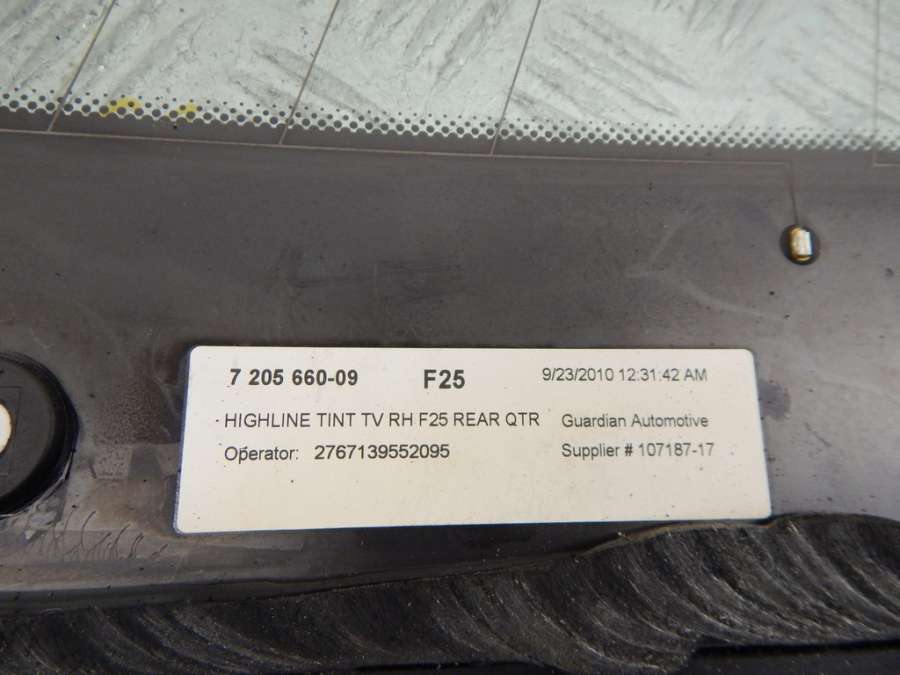 7 205 660-09 F25 9/23/2010 12:31:42 AM
HIGHLINE TINT TV RH F25 REAR QTR Guardian Automotive
Operator: 2767139552095 Supplier # 107187-17